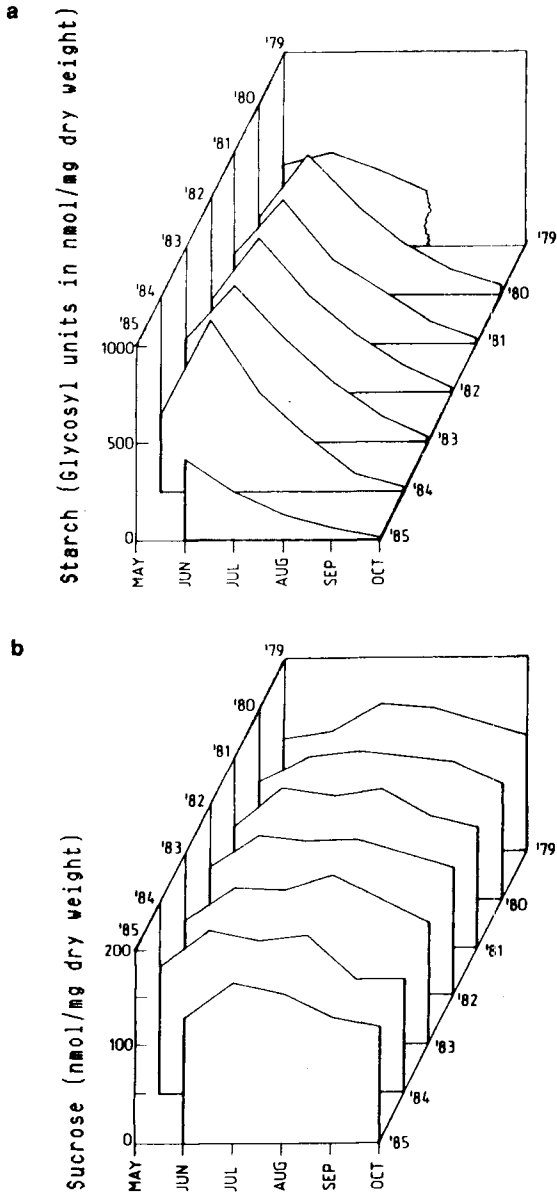 a
Starch (Glycosyl units in nmol/mg dry weight)
'79
'80
'81
'82
'83
'84
'85
1000
500
0
MAY
JUN
JUL
AUG
SEP
OCT
'79
'80
'81
'82
'83
'84
'85
b
Sucrose (nmol/mg dry weight)
'79
'80
'81
'82
'83
'84
'85
200
100
0
MAY
JUN
JUL
AUG
SEP
OCT
'79
'80
'81
'82
'83
'84
'85